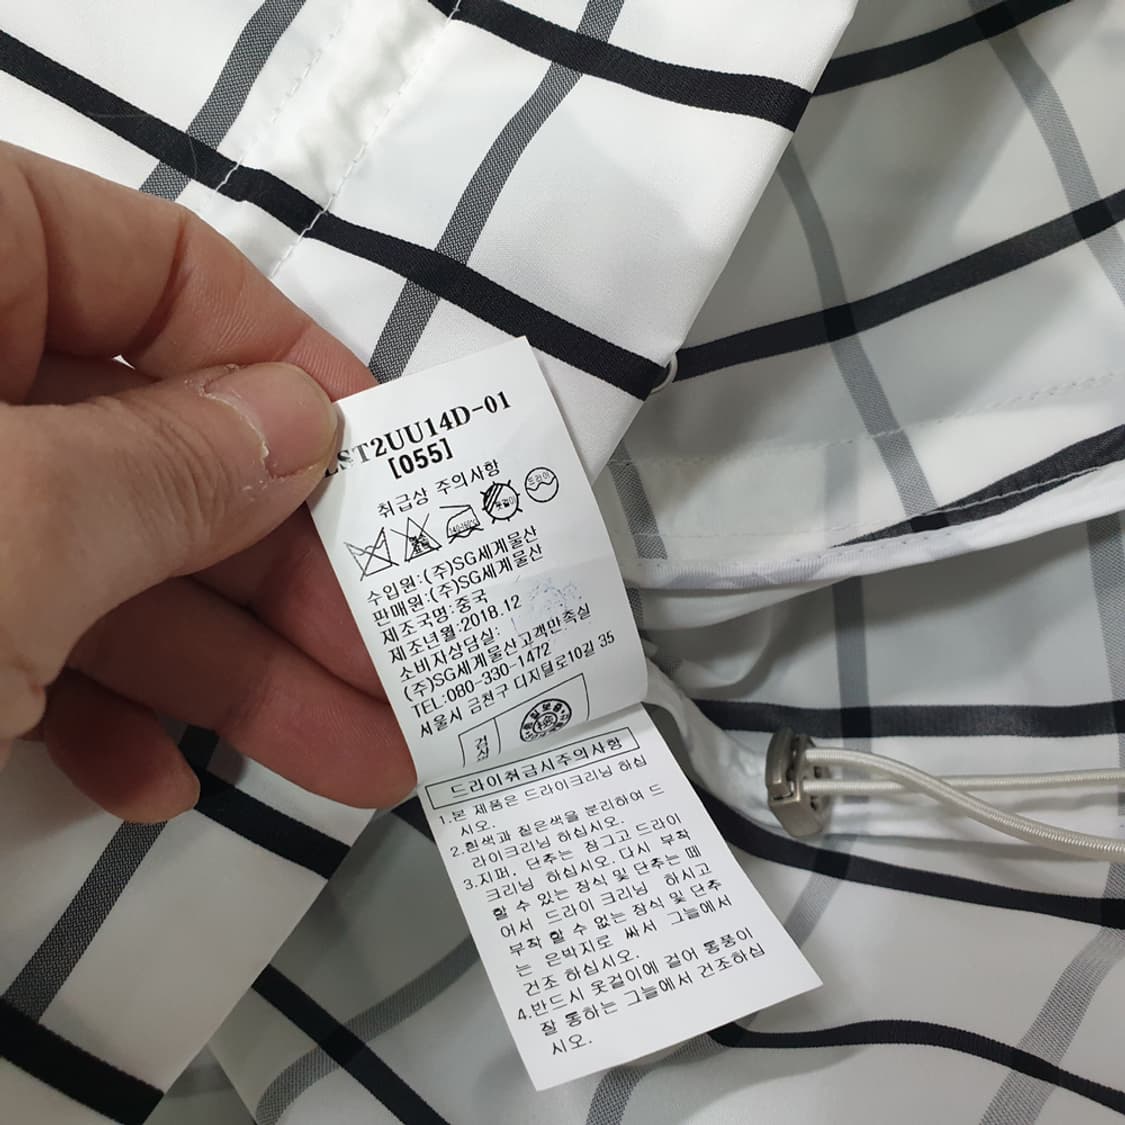 LST2UU14D-01
[055]
취급상 주의사항
드라이
수입원:(주)SG세계물산
판매원:(주)SG세계물산
제조국명:중국
제조년월:2018.12
소비자상담실:
(주)SG세계물산고객만족실
TEL:080-330-1472
서울시 금천구 디지털로10길 35
드라이취급시주의사항
1.본 제품은 드라이크리닝 하십
시오.
2.흰색과 짙은색을 분리하여 드
라이크리닝 하십시오.
3.지퍼, 단추는 잠그고 드라이
크리닝 하십시오. 다시 부착
할 수 있는 장식 및 단추는 떼
어서 드라이 크리닝 하시고
부착 할 수 없는 장식 및 단추
는 은박지로 싸서 그늘에서
건조 하십시오.
4.반드시 옷걸이에 걸어 통풍이
잘 통하는 그늘에서 건조하십
시오.